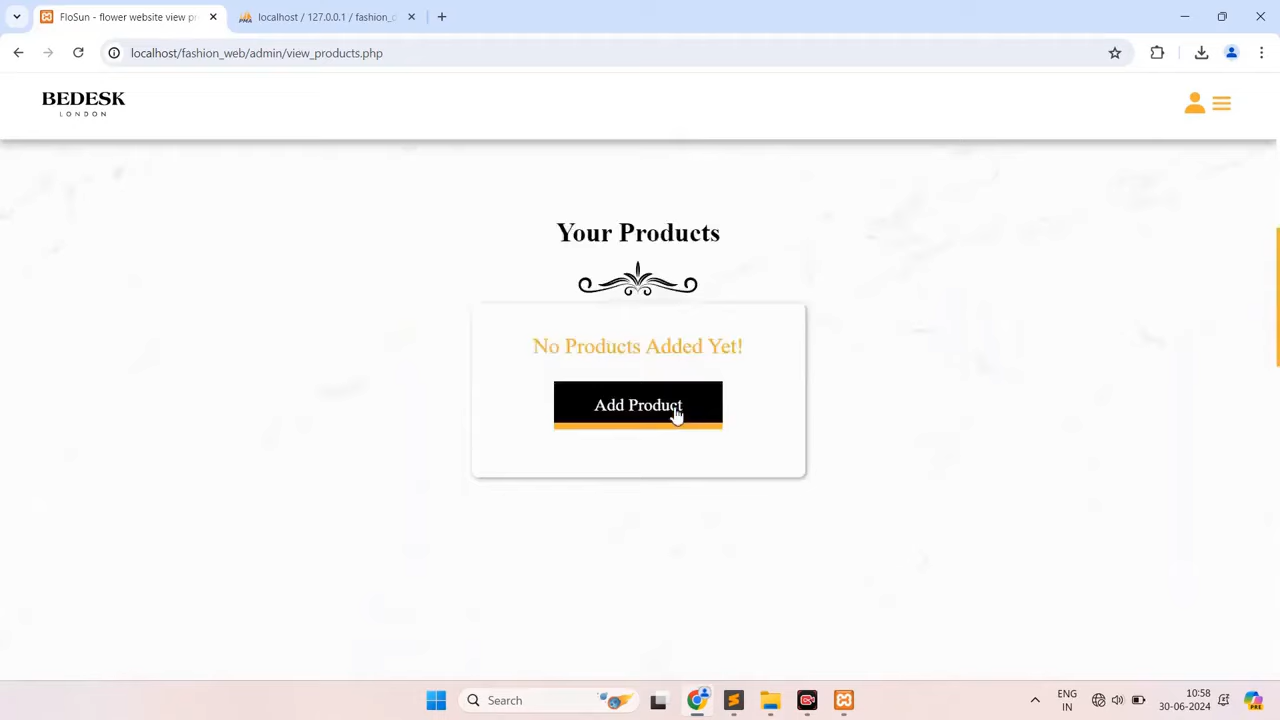 FloSun - flower website view pr
localhost / 127.0.0.1 / fashion_c
localhost/fashion_web/admin/view_products.php
BEDESK
LONDON
Your Products
No Products Added Yet!
Add Product
Search
ENG
IN
10:58
30-06-2024